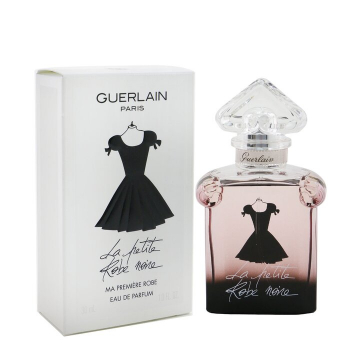 GUERLAIN
PARIS
La petite
Robe noire
MA PREMIÈRE ROBE
EAU DE PARFUM
Guerlain
La petite
Robe noire